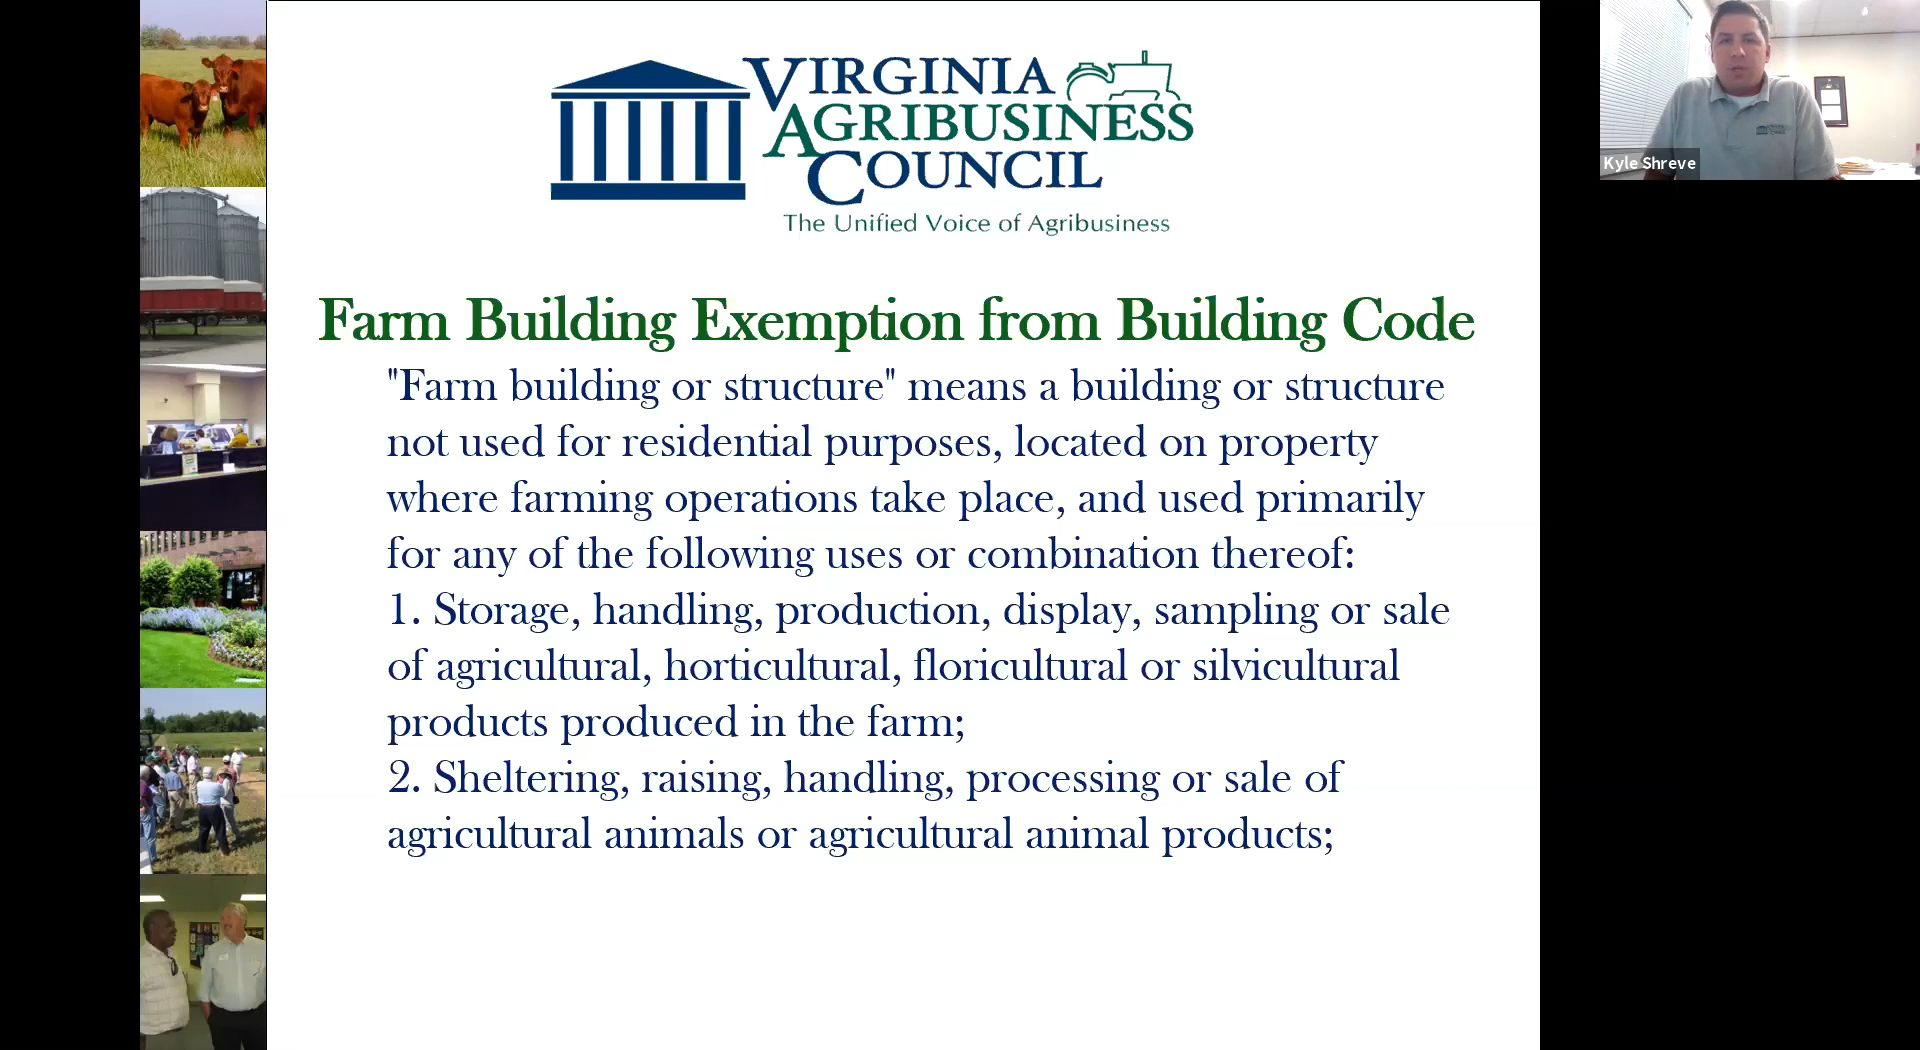 VIRGINIA
AGRIBUSINESS
COUNCIL
The Unified Voice of Agribusiness
Kyle Shreve
Farm Building Exemption from Building Code
"Farm building or structure" means a building or structure
not used for residential purposes, located on property
where farming operations take place, and used primarily
for any of the following uses or combination thereof:
1. Storage, handling, production, display, sampling or sale
of agricultural, horticultural, floricultural or silvicultural
products produced in the farm;
2. Sheltering, raising, handling, processing or sale of
agricultural animals or agricultural animal products;